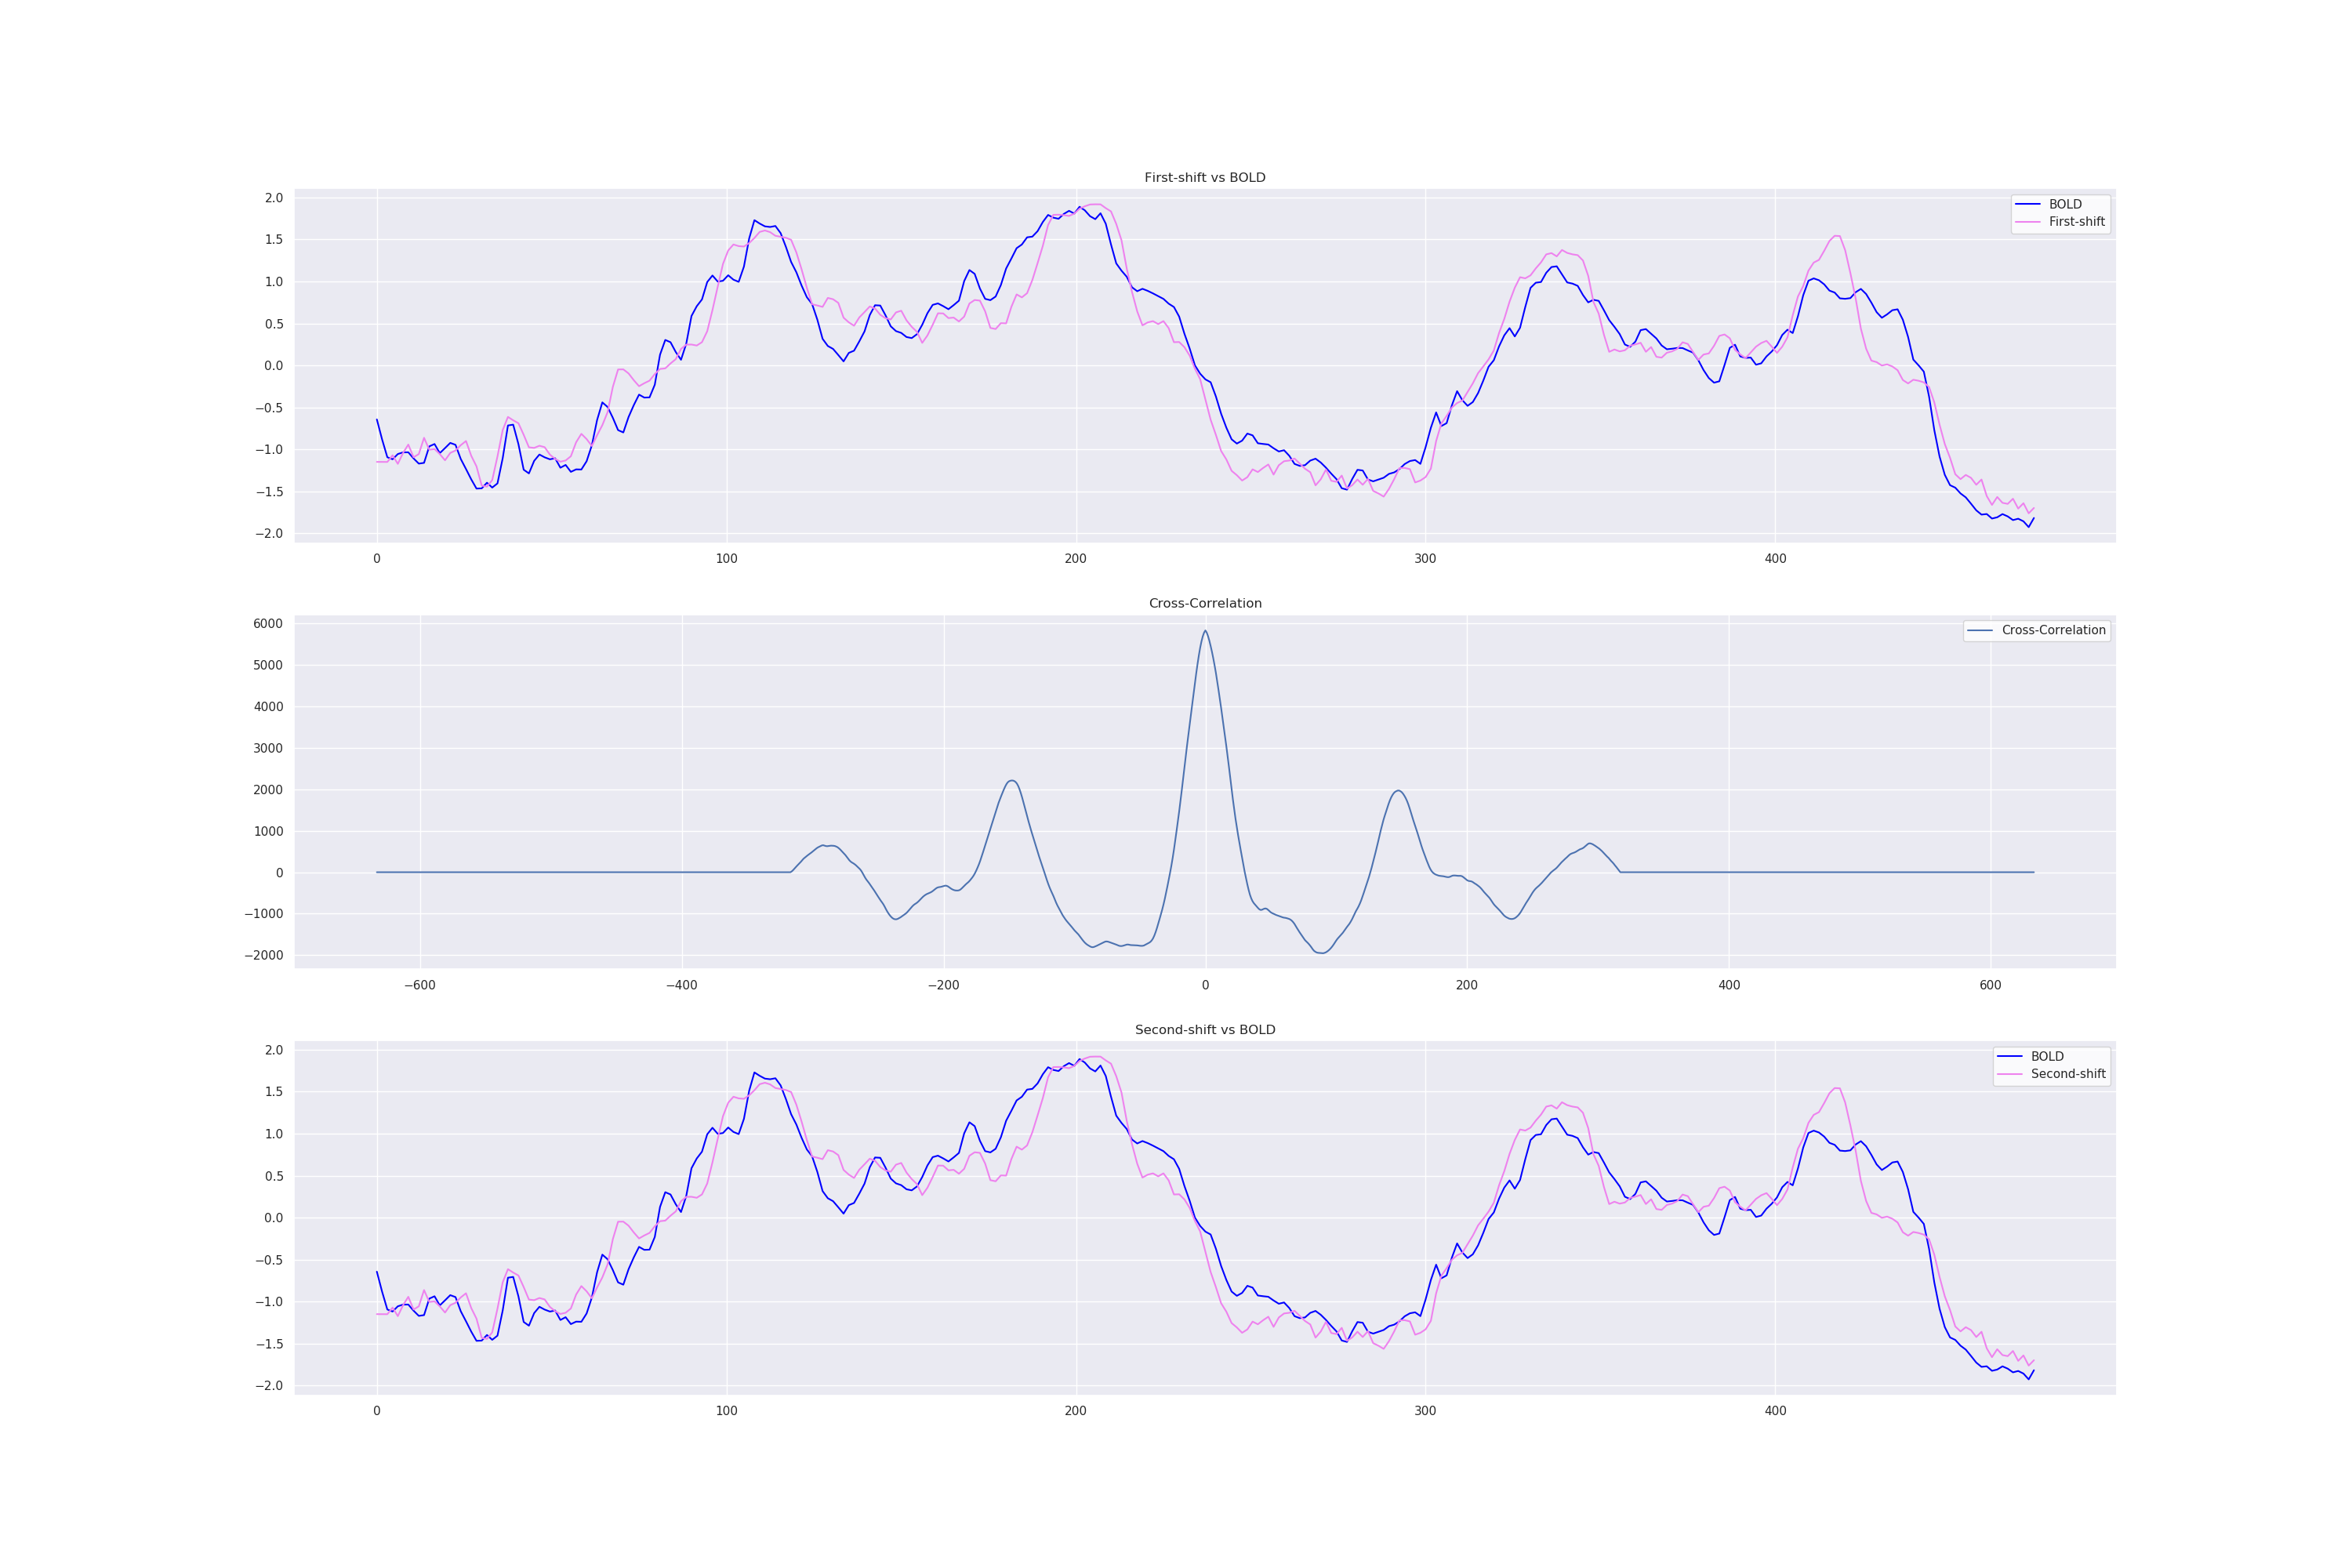 First-shift vs BOLD
2.0
1.5
1.0
0.5
0.0
−0.5
−1.0
−1.5
−2.0
BOLD
First-shift
0 100 200 300 400
Cross-Correlation
6000
5000
4000
3000
2000
1000
0
−1000
−2000
Cross-Correlation
−600 −400 −200 0 200 400 600
Second-shift vs BOLD
2.0
1.5
1.0
0.5
0.0
−0.5
−1.0
−1.5
−2.0
BOLD
Second-shift
0 100 200 300 400